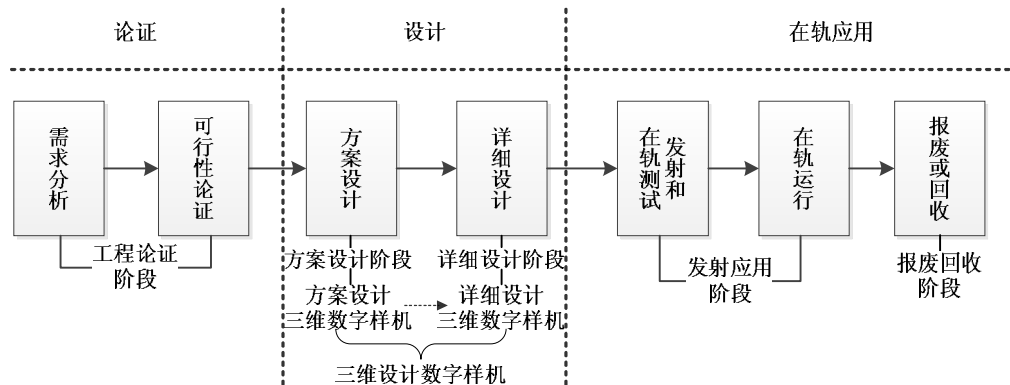 论证
设计
在轨应用
需求分析
可行性论证
方案设计
详细设计
发射和
在轨测试
在轨运行
报废或回收
工程论证
阶段
方案设计阶段
详细设计阶段
发射应用
阶段
报废回收
阶段
方案设计
三维数字样机
详细设计
三维数字样机
三维设计数字样机